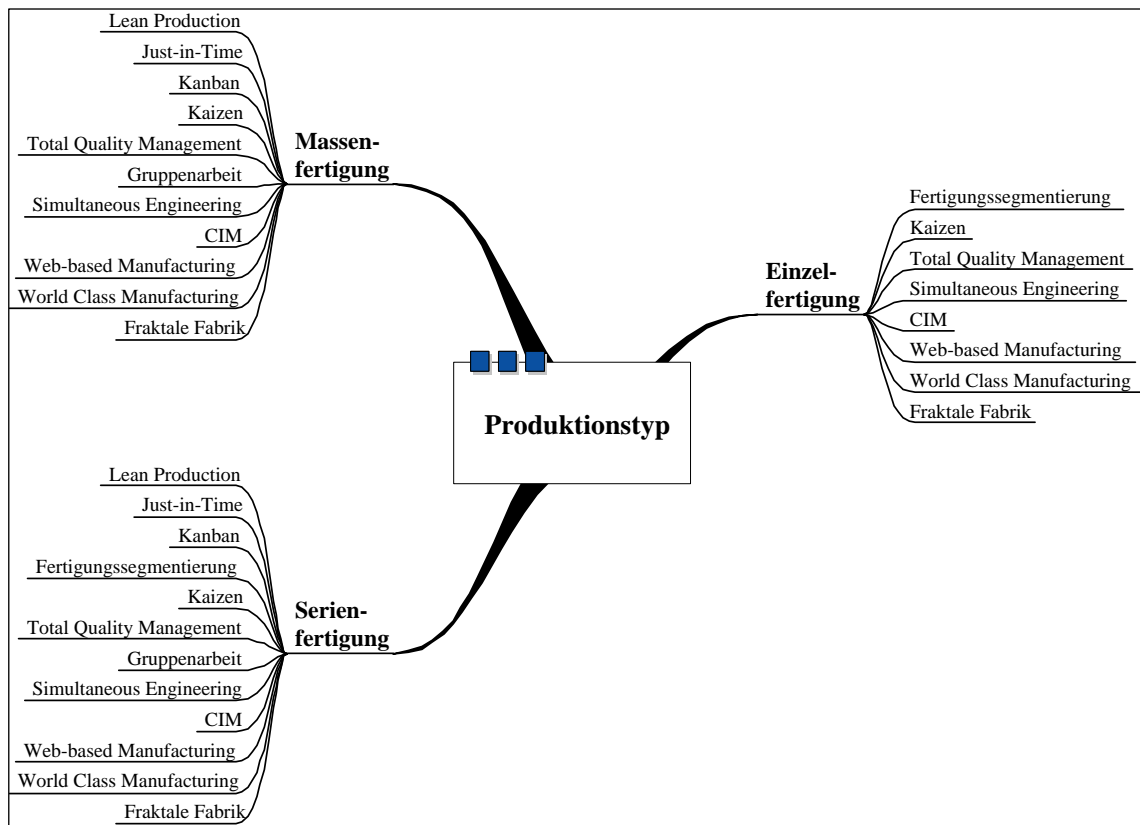 Lean Production
Just-in-Time
Kanban
Kaizen
Total Quality Management
Gruppenarbeit
Simultaneous Engineering
CIM
Web-based Manufacturing
World Class Manufacturing
Fraktale Fabrik
Massen-
fertigung
Fertigungssegmentierung
Kaizen
Total Quality Management
Simultaneous Engineering
CIM
Web-based Manufacturing
World Class Manufacturing
Fraktale Fabrik
Einzel-
fertigung
Produktionstyp
Lean Production
Just-in-Time
Kanban
Fertigungssegmentierung
Kaizen
Total Quality Management
Gruppenarbeit
Simultaneous Engineering
CIM
Web-based Manufacturing
World Class Manufacturing
Fraktale Fabrik
Serien-
fertigung